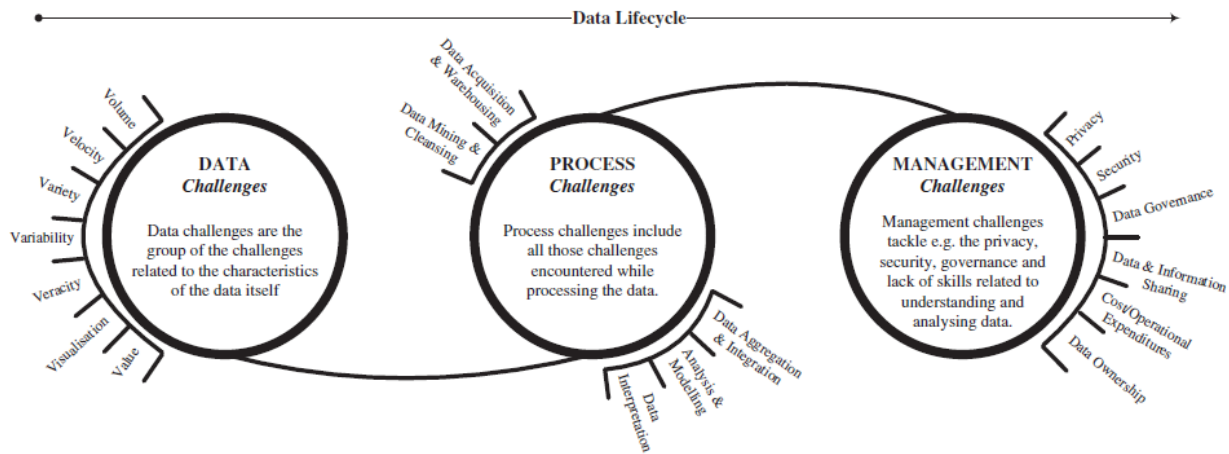 Data Lifecycle
Volume
Velocity
Variety
Variability
Veracity
Visualisation
Value
DATA
Challenges
Data challenges are the
group of the challenges
related to the characteristics
of the data itself
Data Acquisition
& Warehousing
Data Mining &
Cleansing
PROCESS
Challenges
Process challenges include
all those challenges
encountered while
processing the data.
Data Aggregation
& Integration
Analysis &
Modelling
Data
Interpretation
MANAGEMENT
Challenges
Management challenges
tackle e.g. the privacy,
security, governance and
lack of skills related to
understanding and
analysing data.
Privacy
Security
Data Governance
Data & Information
Sharing
Cost/Operational
Expenditures
Data Ownership